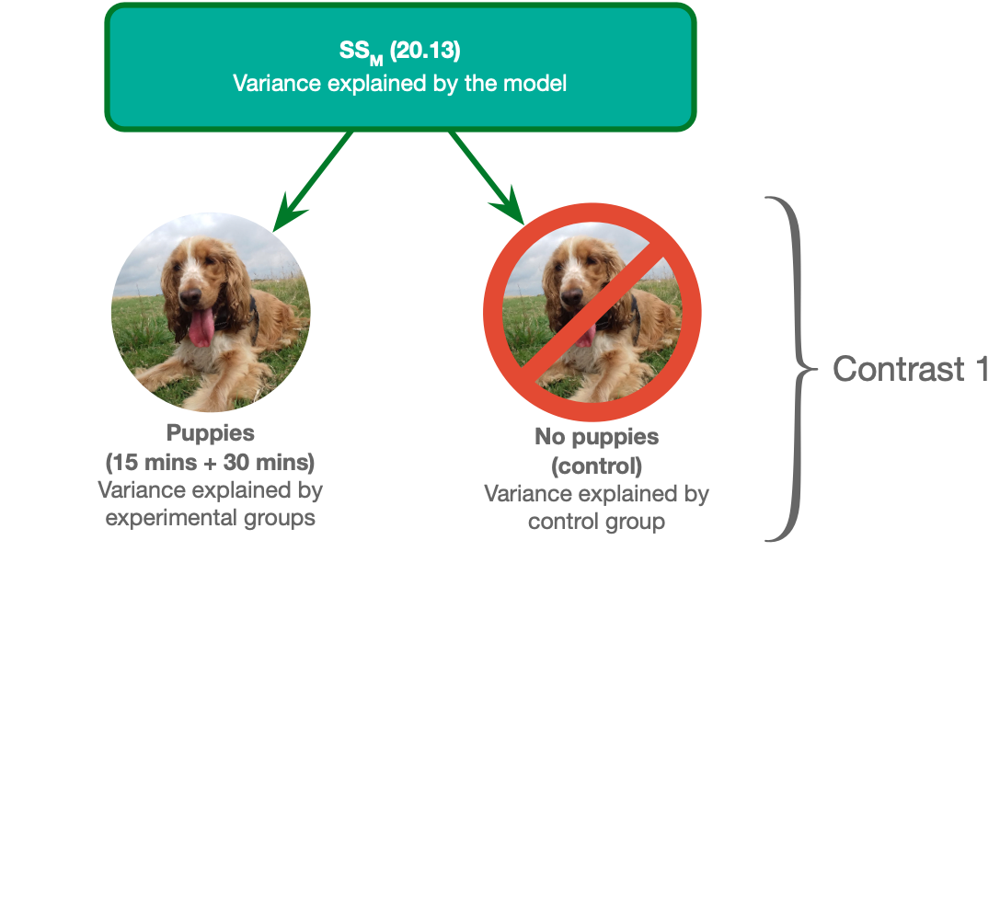 SSM (20.13)
Variance explained by the model
Puppies
(15 mins + 30 mins)
Variance explained by
experimental groups
No puppies
(control)
Variance explained by
control group
Contrast 1